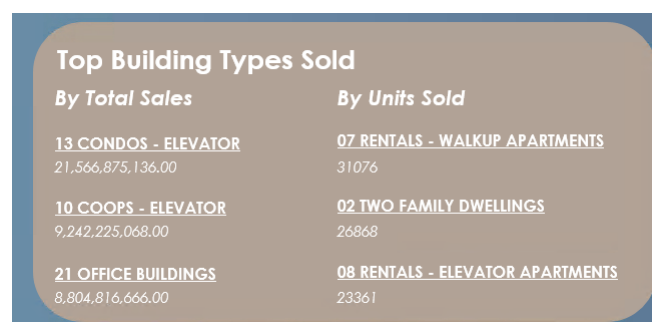 Top Building Types Sold
By Total Sales
13 CONDOS - ELEVATOR
21,566,875,136.00
10 COOPS - ELEVATOR
9,242,225,068.00
21 OFFICE BUILDINGS
8,804,816,666.00
By Units Sold
07 RENTALS - WALKUP APARTMENTS
31076
02 TWO FAMILY DWELLINGS
26868
08 RENTALS - ELEVATOR APARTMENTS
23361